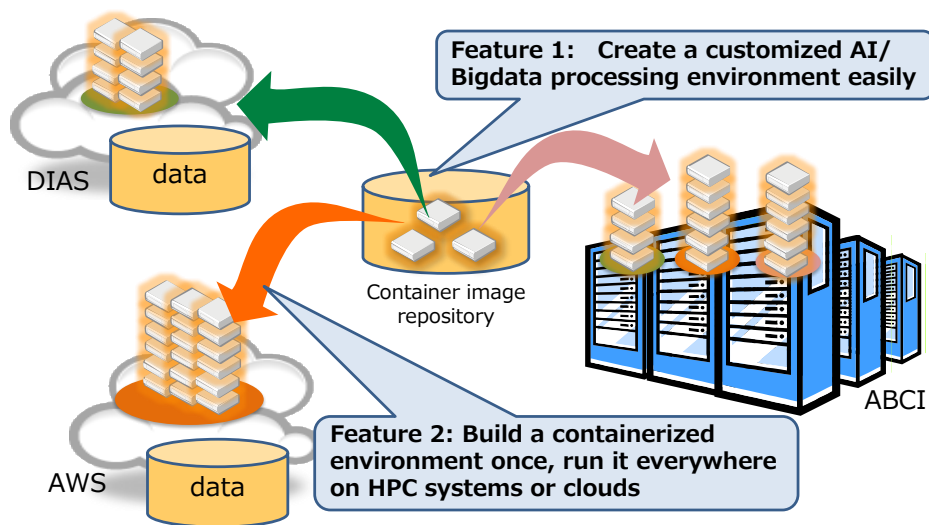 Feature 1: Create a customized AI/
Bigdata processing environment easily
DIAS
data
ABCI
Container image
repository
Feature 2: Build a containerized
environment once, run it everywhere
on HPC systems or clouds
AWS
data